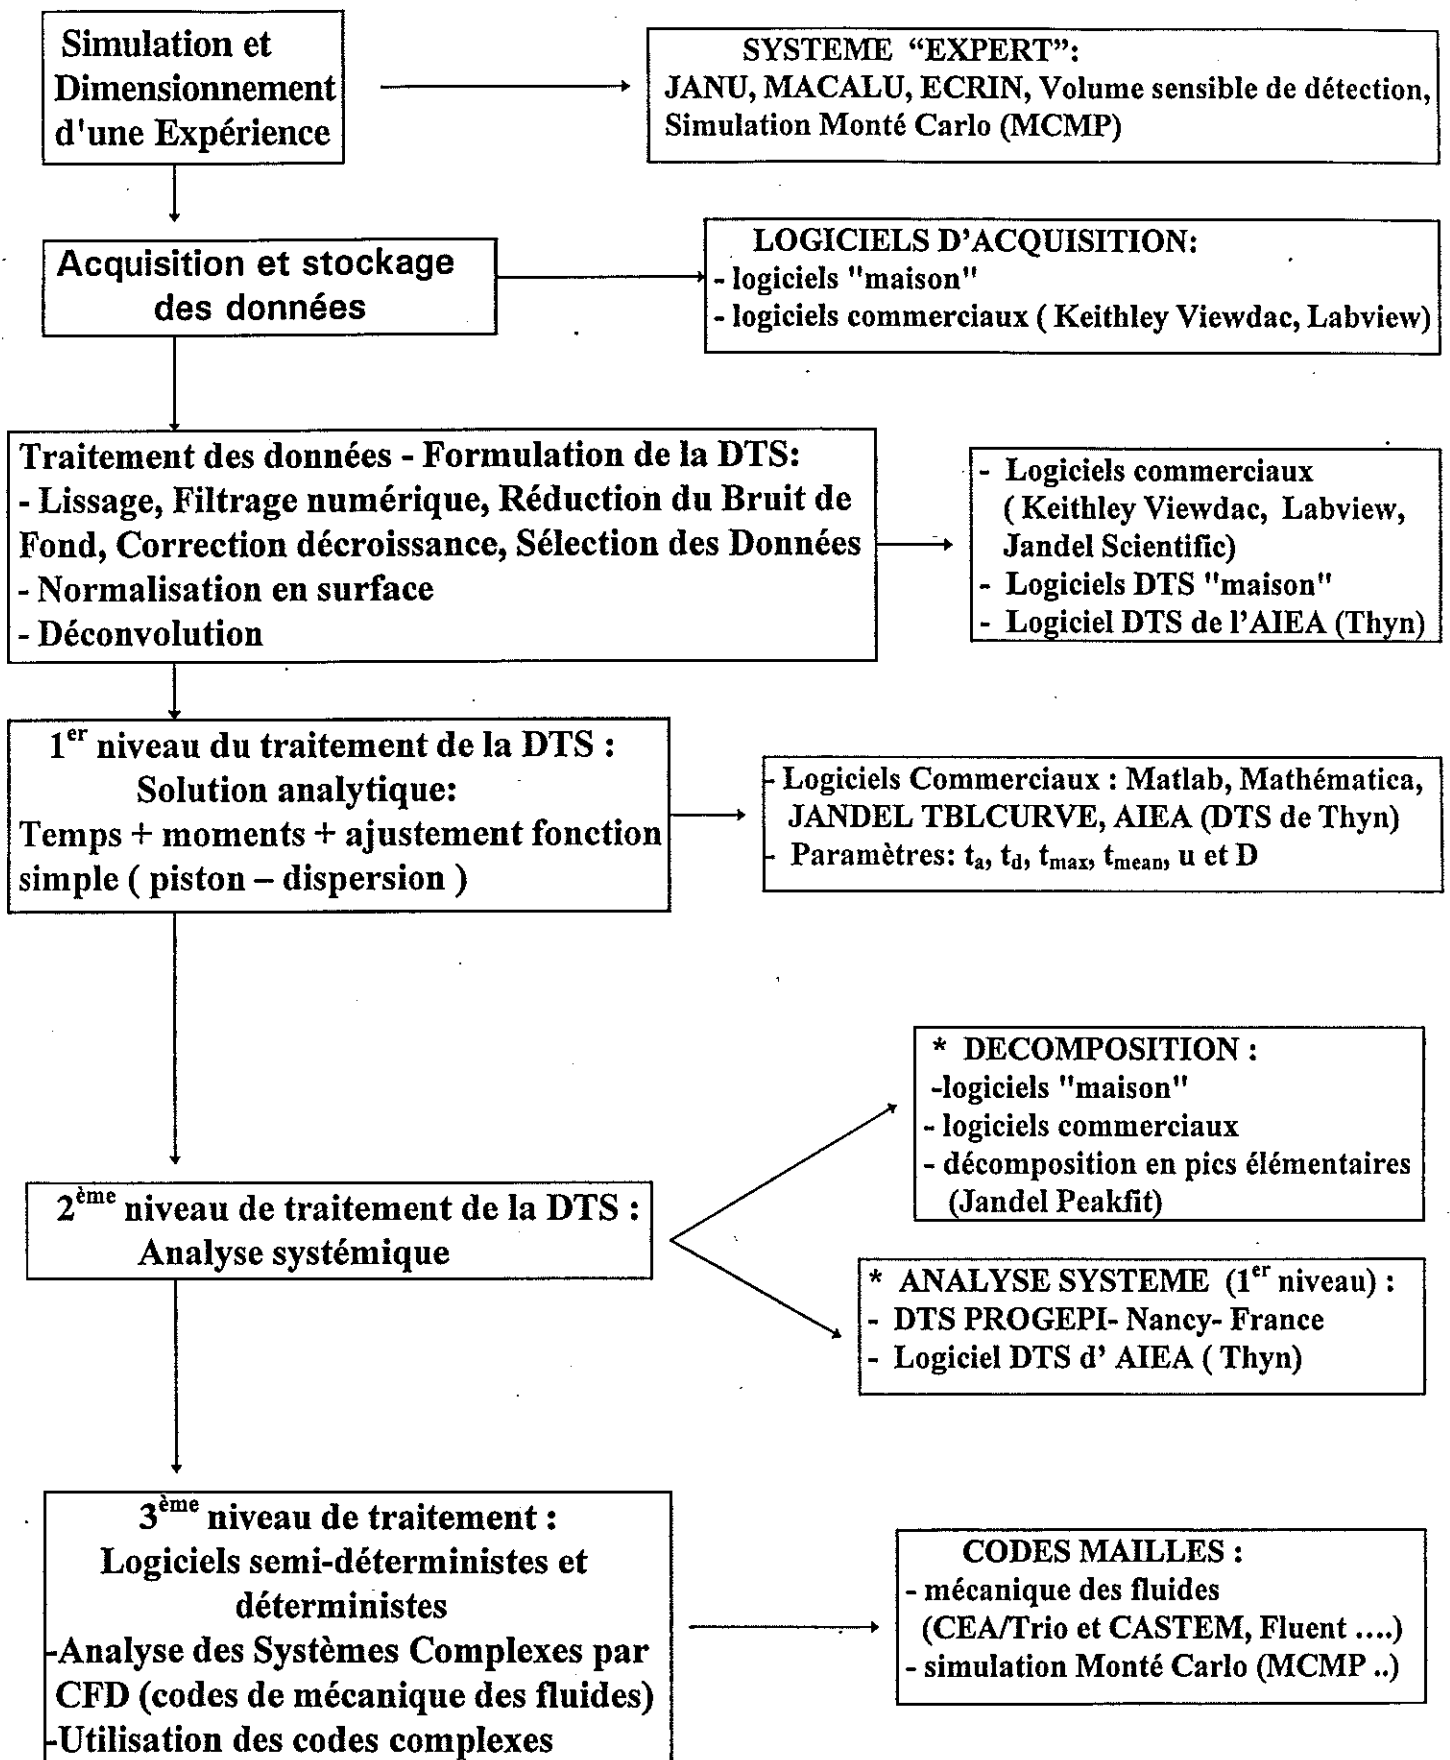 Simulation et
Dimensionnement
d'une Expérience
SYSTEME “EXPERT”:
JANU, MACALU, ECRIN, Volume sensible de détection,
Simulation Monté Carlo (MCMP)
Acquisition et stockage
des données
LOGICIELS D’ACQUISITION:
- logiciels "maison"
- logiciels commerciaux ( Keithley Viewdac, Labview)
Traitement des données - Formulation de la DTS:
- Lissage, Filtrage numérique, Réduction du Bruit de
Fond, Correction décroissance, Sélection des Données
- Normalisation en surface
- Déconvolution
- Logiciels commerciaux
( Keithley Viewdac, Labview,
Jandel Scientific)
- Logiciels DTS "maison"
- Logiciel DTS de l’AIEA (Thyn)
1er niveau du traitement de la DTS :
Solution analytique:
Temps + moments + ajustement fonction
simple ( piston – dispersion )
- Logiciels Commerciaux : Matlab, Mathématica,
JANDEL TBLCURVE, AIEA (DTS de Thyn)
- Paramètres: ta, td, tmax, tmean, u et D
* DECOMPOSITION :
-logiciels "maison"
- logiciels commerciaux
- décomposition en pics élémentaires
(Jandel Peakfit)
2ème niveau de traitement de la DTS :
Analyse systémique
* ANALYSE SYSTEME (1er niveau) :
- DTS PROGEPI- Nancy- France
- Logiciel DTS d’ AIEA ( Thyn)
3ème niveau de traitement :
Logiciels semi-déterministes et
déterministes
-Analyse des Systèmes Complexes par
CFD (codes de mécanique des fluides)
-Utilisation des codes complexes
CODES MAILLES :
- mécanique des fluides
(CEA/Trio et CASTEM, Fluent ….)
- simulation Monté Carlo (MCMP ..)